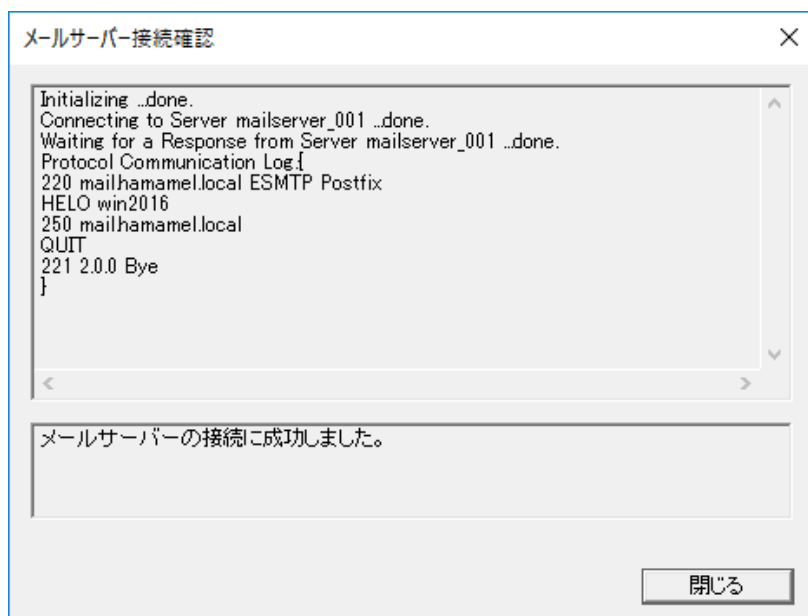 メールサーバー接続確認
Initializing ...done.
Connecting to Server mailserver_001 ...done.
Waiting for a Response from Server mailserver_001 ...done.
Protocol Communication Log:{
220 mail.hamamel.local ESMTP Postfix
HELO win2016
250 mail.hamamel.local
QUIT
221 2.0.0 Bye
}
メールサーバーの接続に成功しました。
閉じる